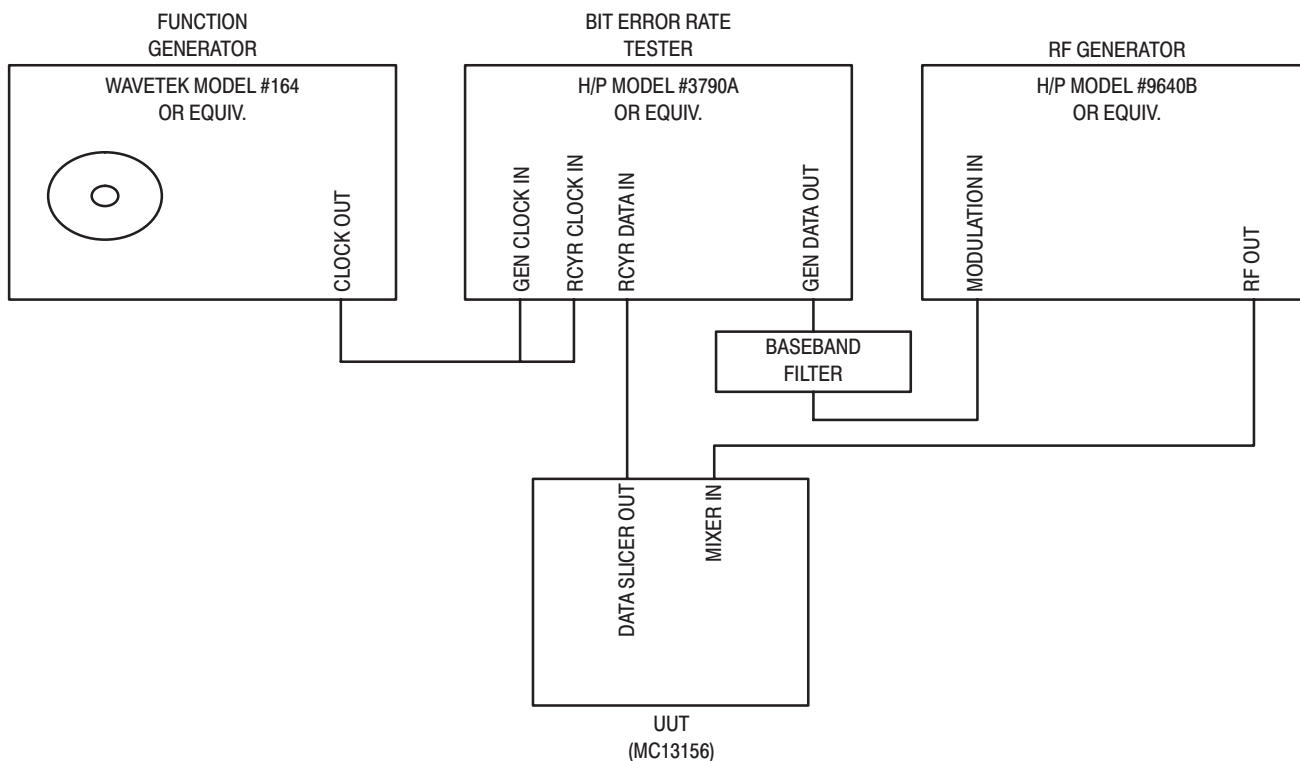 FUNCTION
GENERATOR
WAVETEK MODEL #164
OR EQUIV.
CLOCK OUT
BIT ERROR RATE
TESTER
H/P MODEL #3790A
OR EQUIV.
GEN CLOCK IN
RCYR CLOCK IN
RCYR DATA IN
GEN DATA OUT
RF GENERATOR
H/P MODEL #9640B
OR EQUIV.
MODULATION IN
RF OUT
BASEBAND
FILTER
DATA SLICER OUT
MIXER IN
UUT
(MC13156)